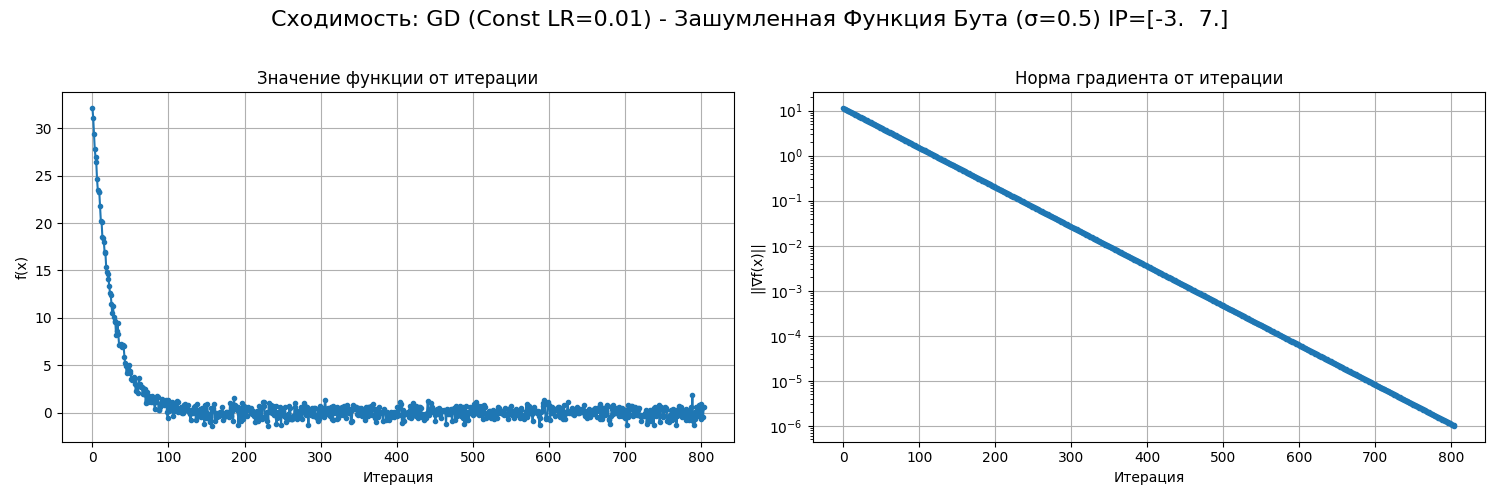 Сходимость: GD (Const LR=0.01) - Зашумленная Функция Бута (σ=0.5) IP=[-3.  7.]
Значение функции от итерации
f(x)
30
25
20
15
10
5
0
0 100 200 300 400 500 600 700 800
Итерация
Норма градиента от итерации
||∇f(x)||
10¹
10⁰
10⁻¹
10⁻²
10⁻³
10⁻⁴
10⁻⁵
10⁻⁶
0 100 200 300 400 500 600 700 800
Итерация